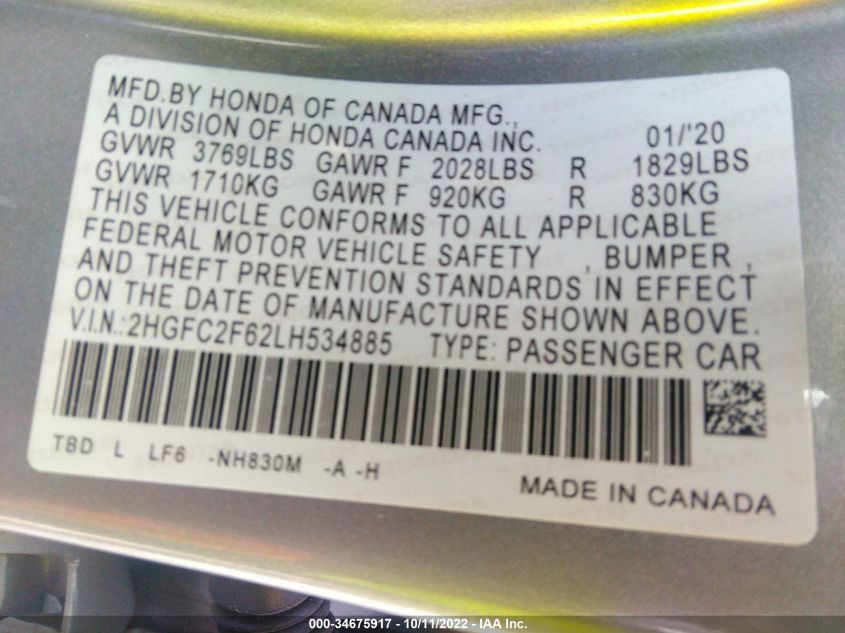 MFD.BY HONDA OF CANADA MFG.,
A DIVISION OF HONDA CANADA INC. 01/'20
GVWR 3769LBS GAWR F 2028LBS R 1829LBS
GVWR 1710KG GAWR F 920KG R 830KG
THIS VEHICLE CONFORMS TO ALL APPLICABLE
FEDERAL MOTOR VEHICLE SAFETY , BUMPER ,
AND THEFT PREVENTION STANDARDS IN EFFECT
ON THE DATE OF MANUFACTURE SHOWN ABOVE.
V.I.N.:2HGFC2F62LH534885 TYPE: PASSENGER CAR
TBD L LF6 -NH830M -A -H
MADE IN CANADA
000-34675917 - 10/11/2022 - IAA Inc.